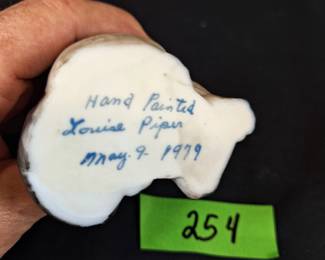 Hand Painted
Louise Piper
May-9-1979
254